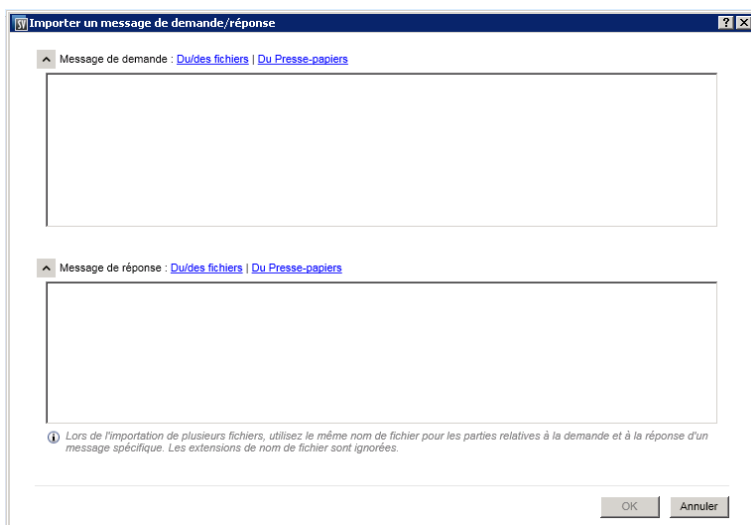 SV Importer un message de demande/réponse
Message de demande : Du/des fichiers | Du Presse-papiers
Message de réponse : Du/des fichiers | Du Presse-papiers
Lors de l'importation de plusieurs fichiers, utilisez le même nom de fichier pour les parties relatives à la demande et à la réponse d'un
message spécifique. Les extensions de nom de fichier sont ignorées.
OK Annuler